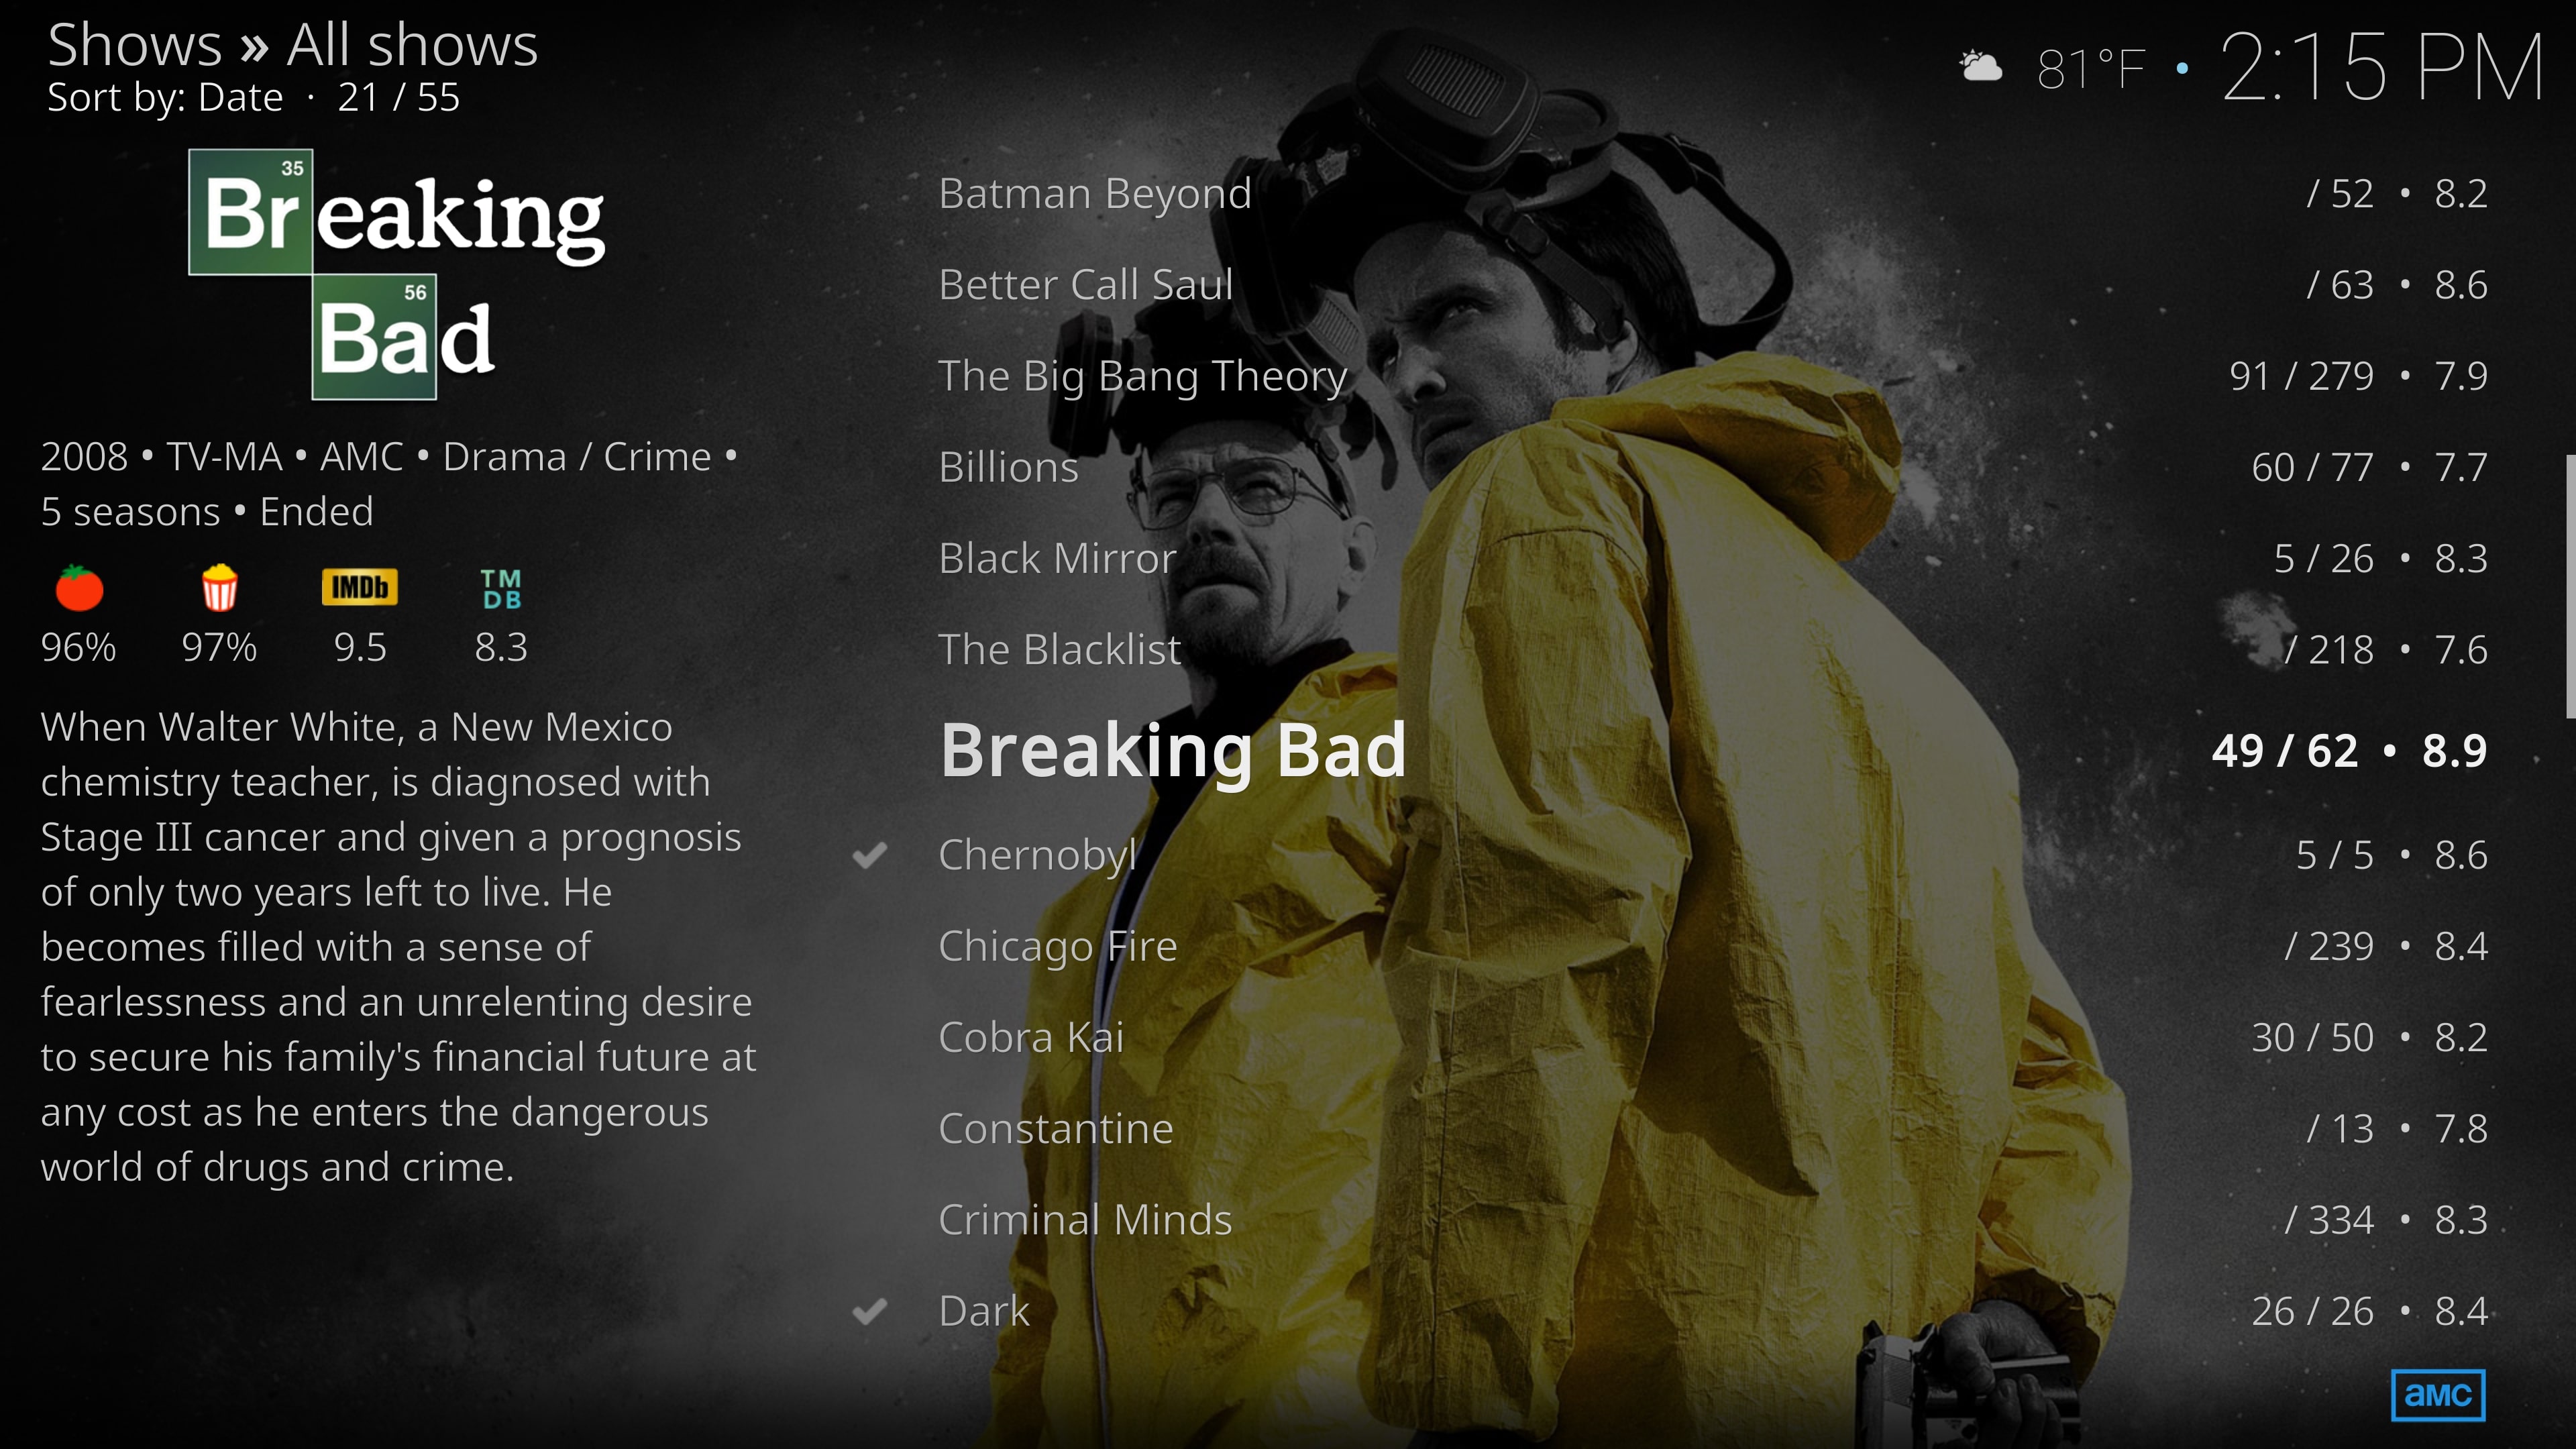 Shows » All shows
Sort by: Date · 21 / 55
81°F • 2:15 PM
35
Breaking
56
Bad
2008 • TV-MA • AMC • Drama / Crime •
5 seasons • Ended
IMDb
TM
DB
96% 97% 9.5 8.3
When Walter White, a New Mexico
chemistry teacher, is diagnosed with
Stage III cancer and given a prognosis
of only two years left to live. He
becomes filled with a sense of
fearlessness and an unrelenting desire
to secure his family's financial future at
any cost as he enters the dangerous
world of drugs and crime.
Batman Beyond / 52 • 8.2
Better Call Saul / 63 • 8.6
The Big Bang Theory 91 / 279 • 7.9
Billions 60 / 77 • 7.7
Black Mirror 5 / 26 • 8.3
The Blacklist / 218 • 7.6
Breaking Bad 49 / 62 • 8.9
Chernobyl 5 / 5 • 8.6
Chicago Fire / 239 • 8.4
Cobra Kai 30 / 50 • 8.2
Constantine / 13 • 7.8
Criminal Minds / 334 • 8.3
Dark 26 / 26 • 8.4
aMC